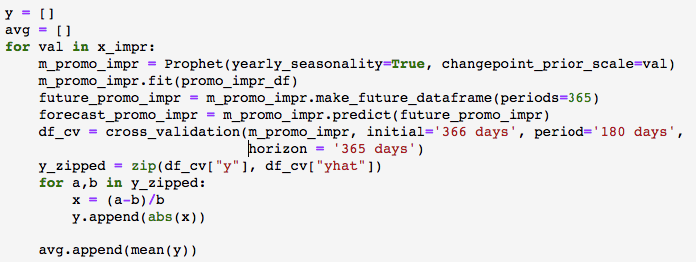 y = []
avg = []
for val in x_impr:
    m_promo_impr = Prophet(yearly_seasonality=True, changepoint_prior_scale=val)
    m_promo_impr.fit(promo_impr_df)
    future_promo_impr = m_promo_impr.make_future_dataframe(periods=365)
    forecast_promo_impr = m_promo_impr.predict(future_promo_impr)
    df_cv = cross_validation(m_promo_impr, initial='366 days', period='180 days',
                             horizon = '365 days')
    y_zipped = zip(df_cv["y"], df_cv["yhat"])
    for a,b in y_zipped:
        x = (a-b)/b
        y.append(abs(x))
    avg.append(mean(y))